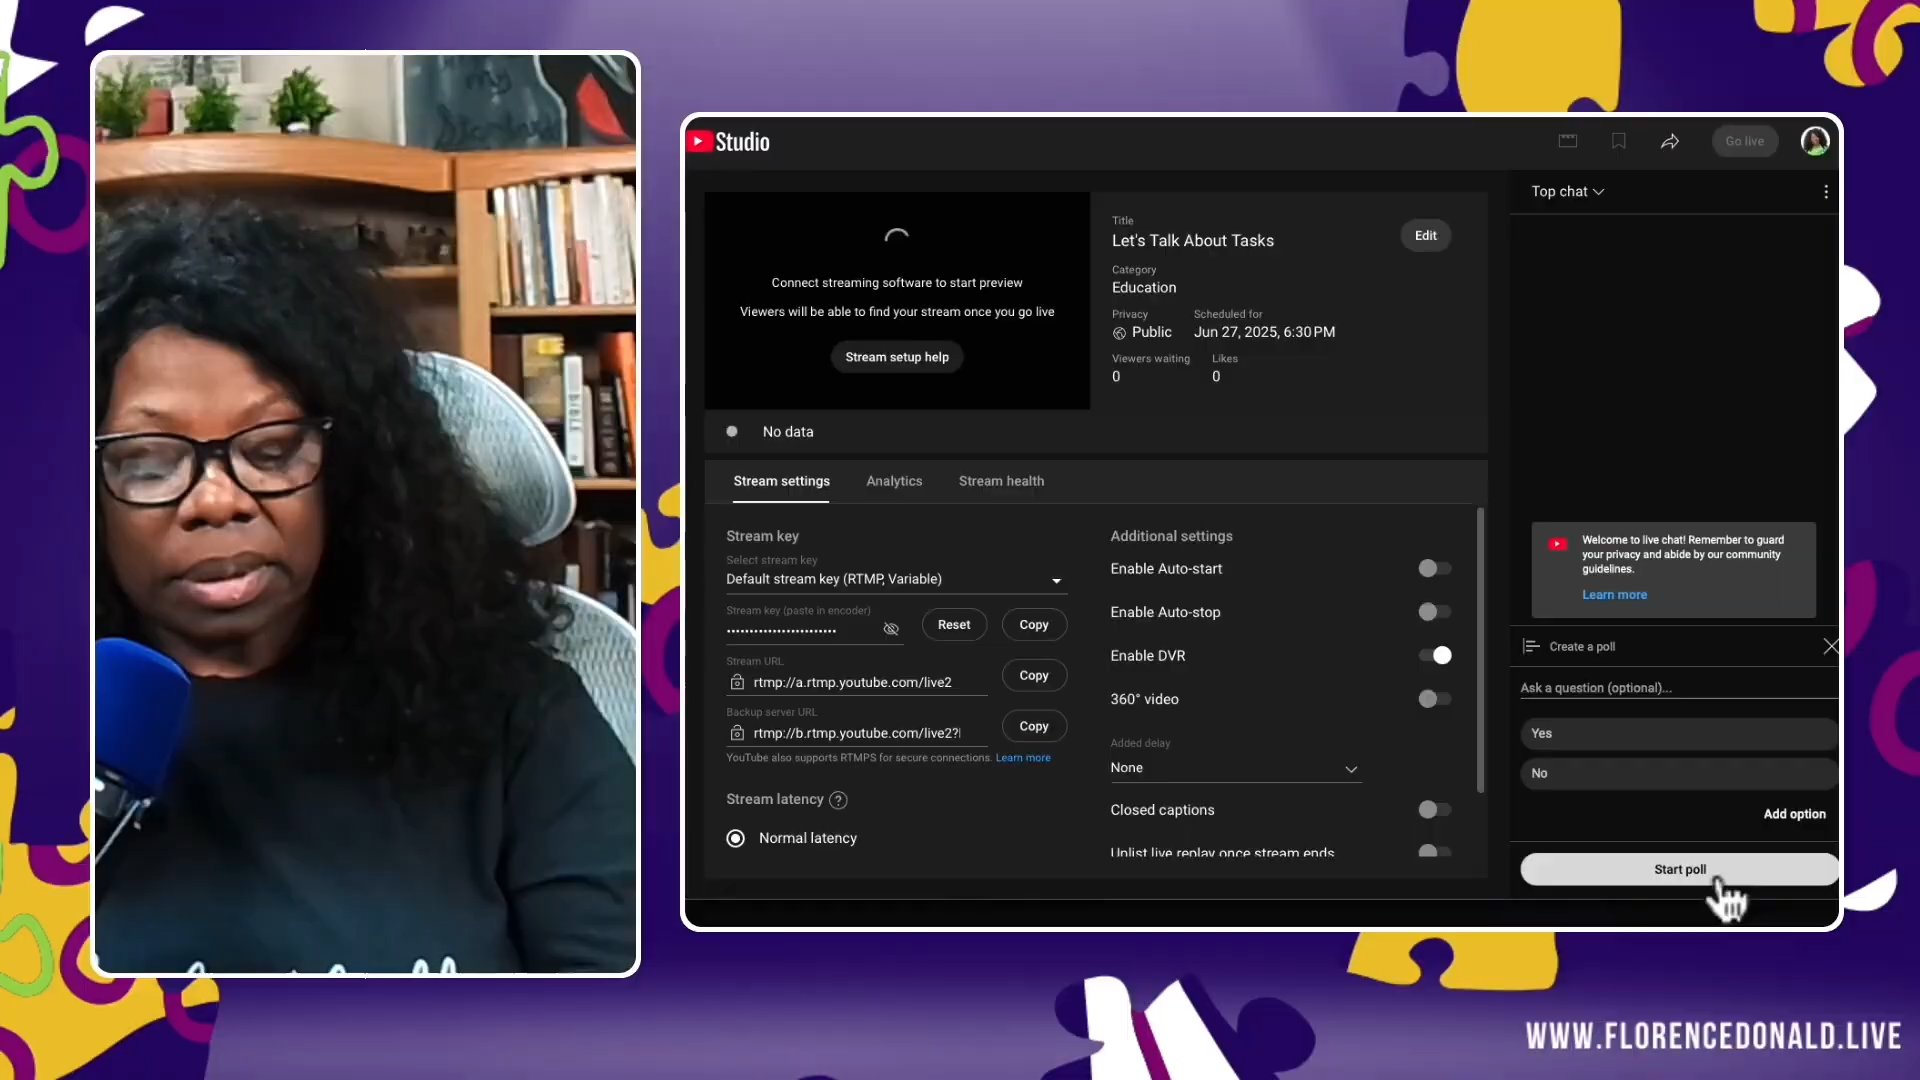 my
Studio
Go live
Top chat
Connect streaming software to start preview
Viewers will be able to find your stream once you go live
Stream setup help
Title
Let's Talk About Tasks
Edit
Category
Education
Privacy
Scheduled for
Public
Jun 27, 2025, 6:30 PM
Viewers waiting
Likes
0
0
No data
Stream settings
Analytics
Stream health
Stream key
Select stream key
Default stream key (RTMP, Variable)
Stream key (paste in encoder)
••••••••••••••••••••••••
Reset
Copy
Stream URL
rtmp://a.rtmp.youtube.com/live2
Copy
Backup server URL
rtmp://b.rtmp.youtube.com/live2?
Copy
YouTube also supports RTMPS for secure connections. Learn more
Stream latency ?
Normal latency
Additional settings
Enable Auto-start
Enable Auto-stop
Enable DVR
360° video
Added delay
None
Closed captions
Unlist live replay once stream ends
Welcome to live chat! Remember to guard
your privacy and abide by our community
guidelines.
Learn more
Create a poll
Ask a question (optional)...
Yes
No
Add option
Start poll
WWW.FLORENCEDONALD.LIVE